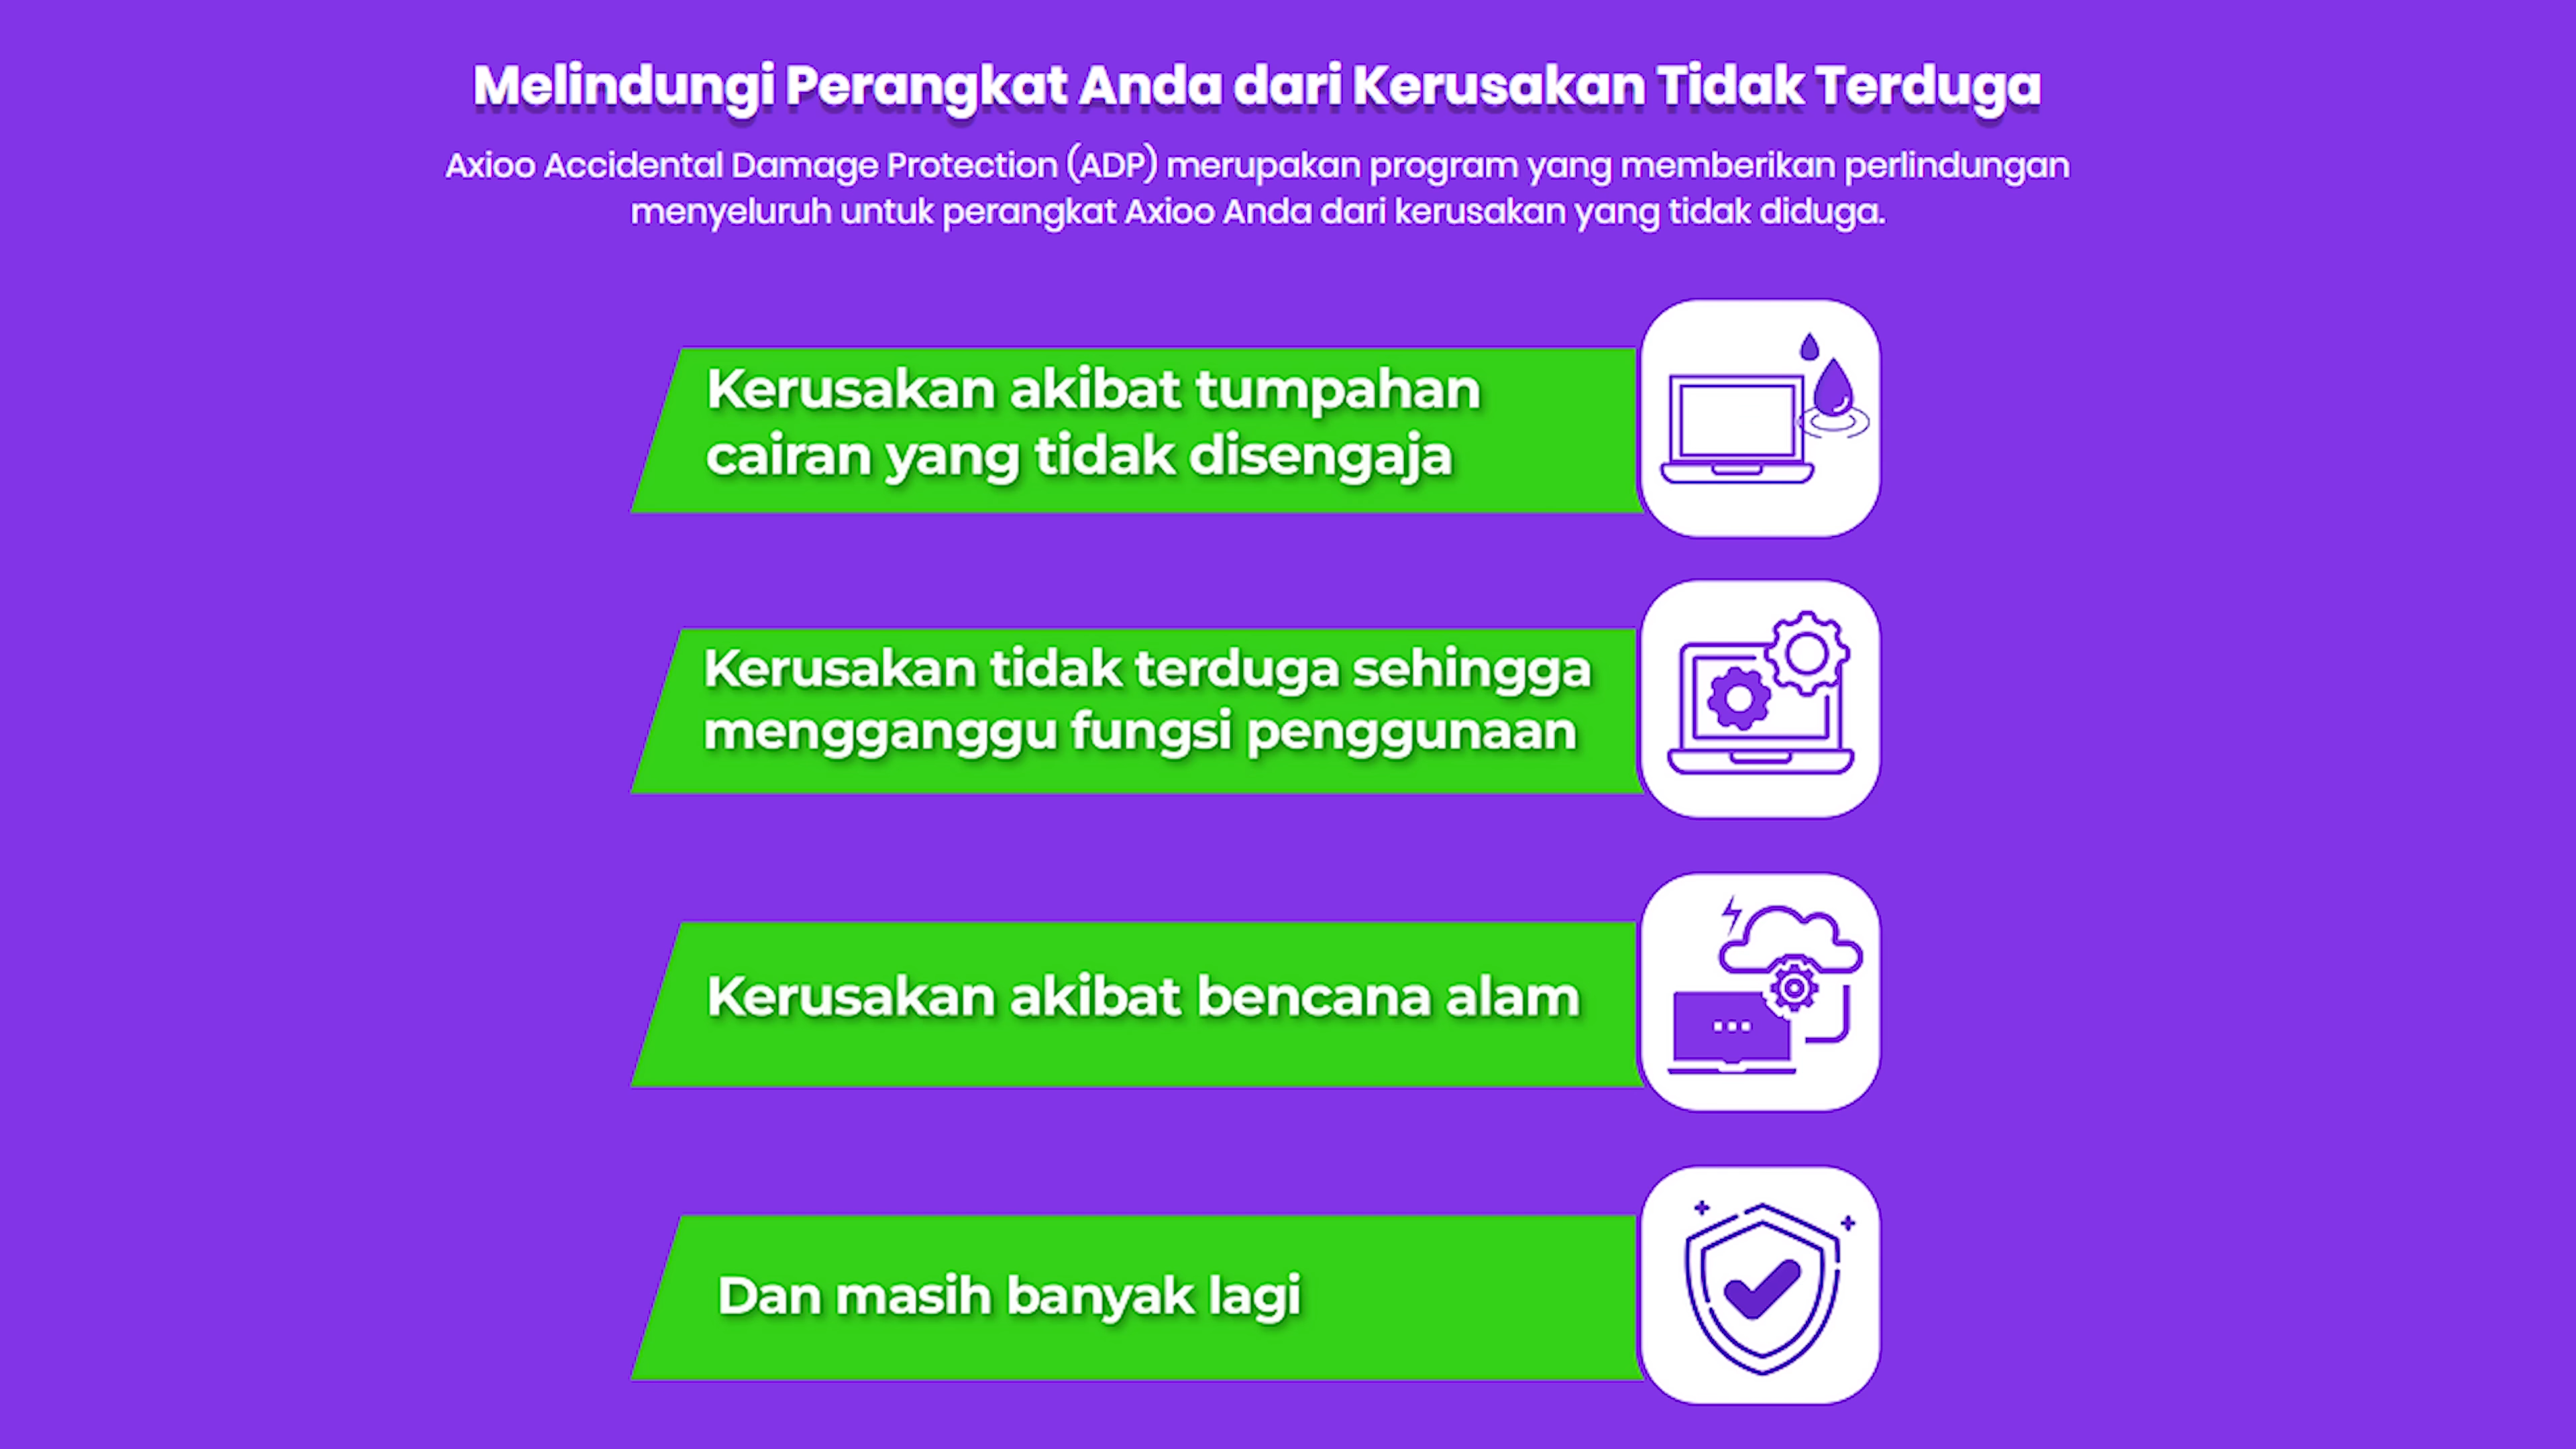 Melindungi Perangkat Anda dari Kerusakan Tidak Terduga
Axioo Accidental Damage Protection (ADP) merupakan program yang memberikan perlindungan
menyeluruh untuk perangkat Axioo Anda dari kerusakan yang tidak diduga.
Kerusakan akibat tumpahan
cairan yang tidak disengaja
Kerusakan tidak terduga sehingga
mengganggu fungsi penggunaan
Kerusakan akibat bencana alam
Dan masih banyak lagi